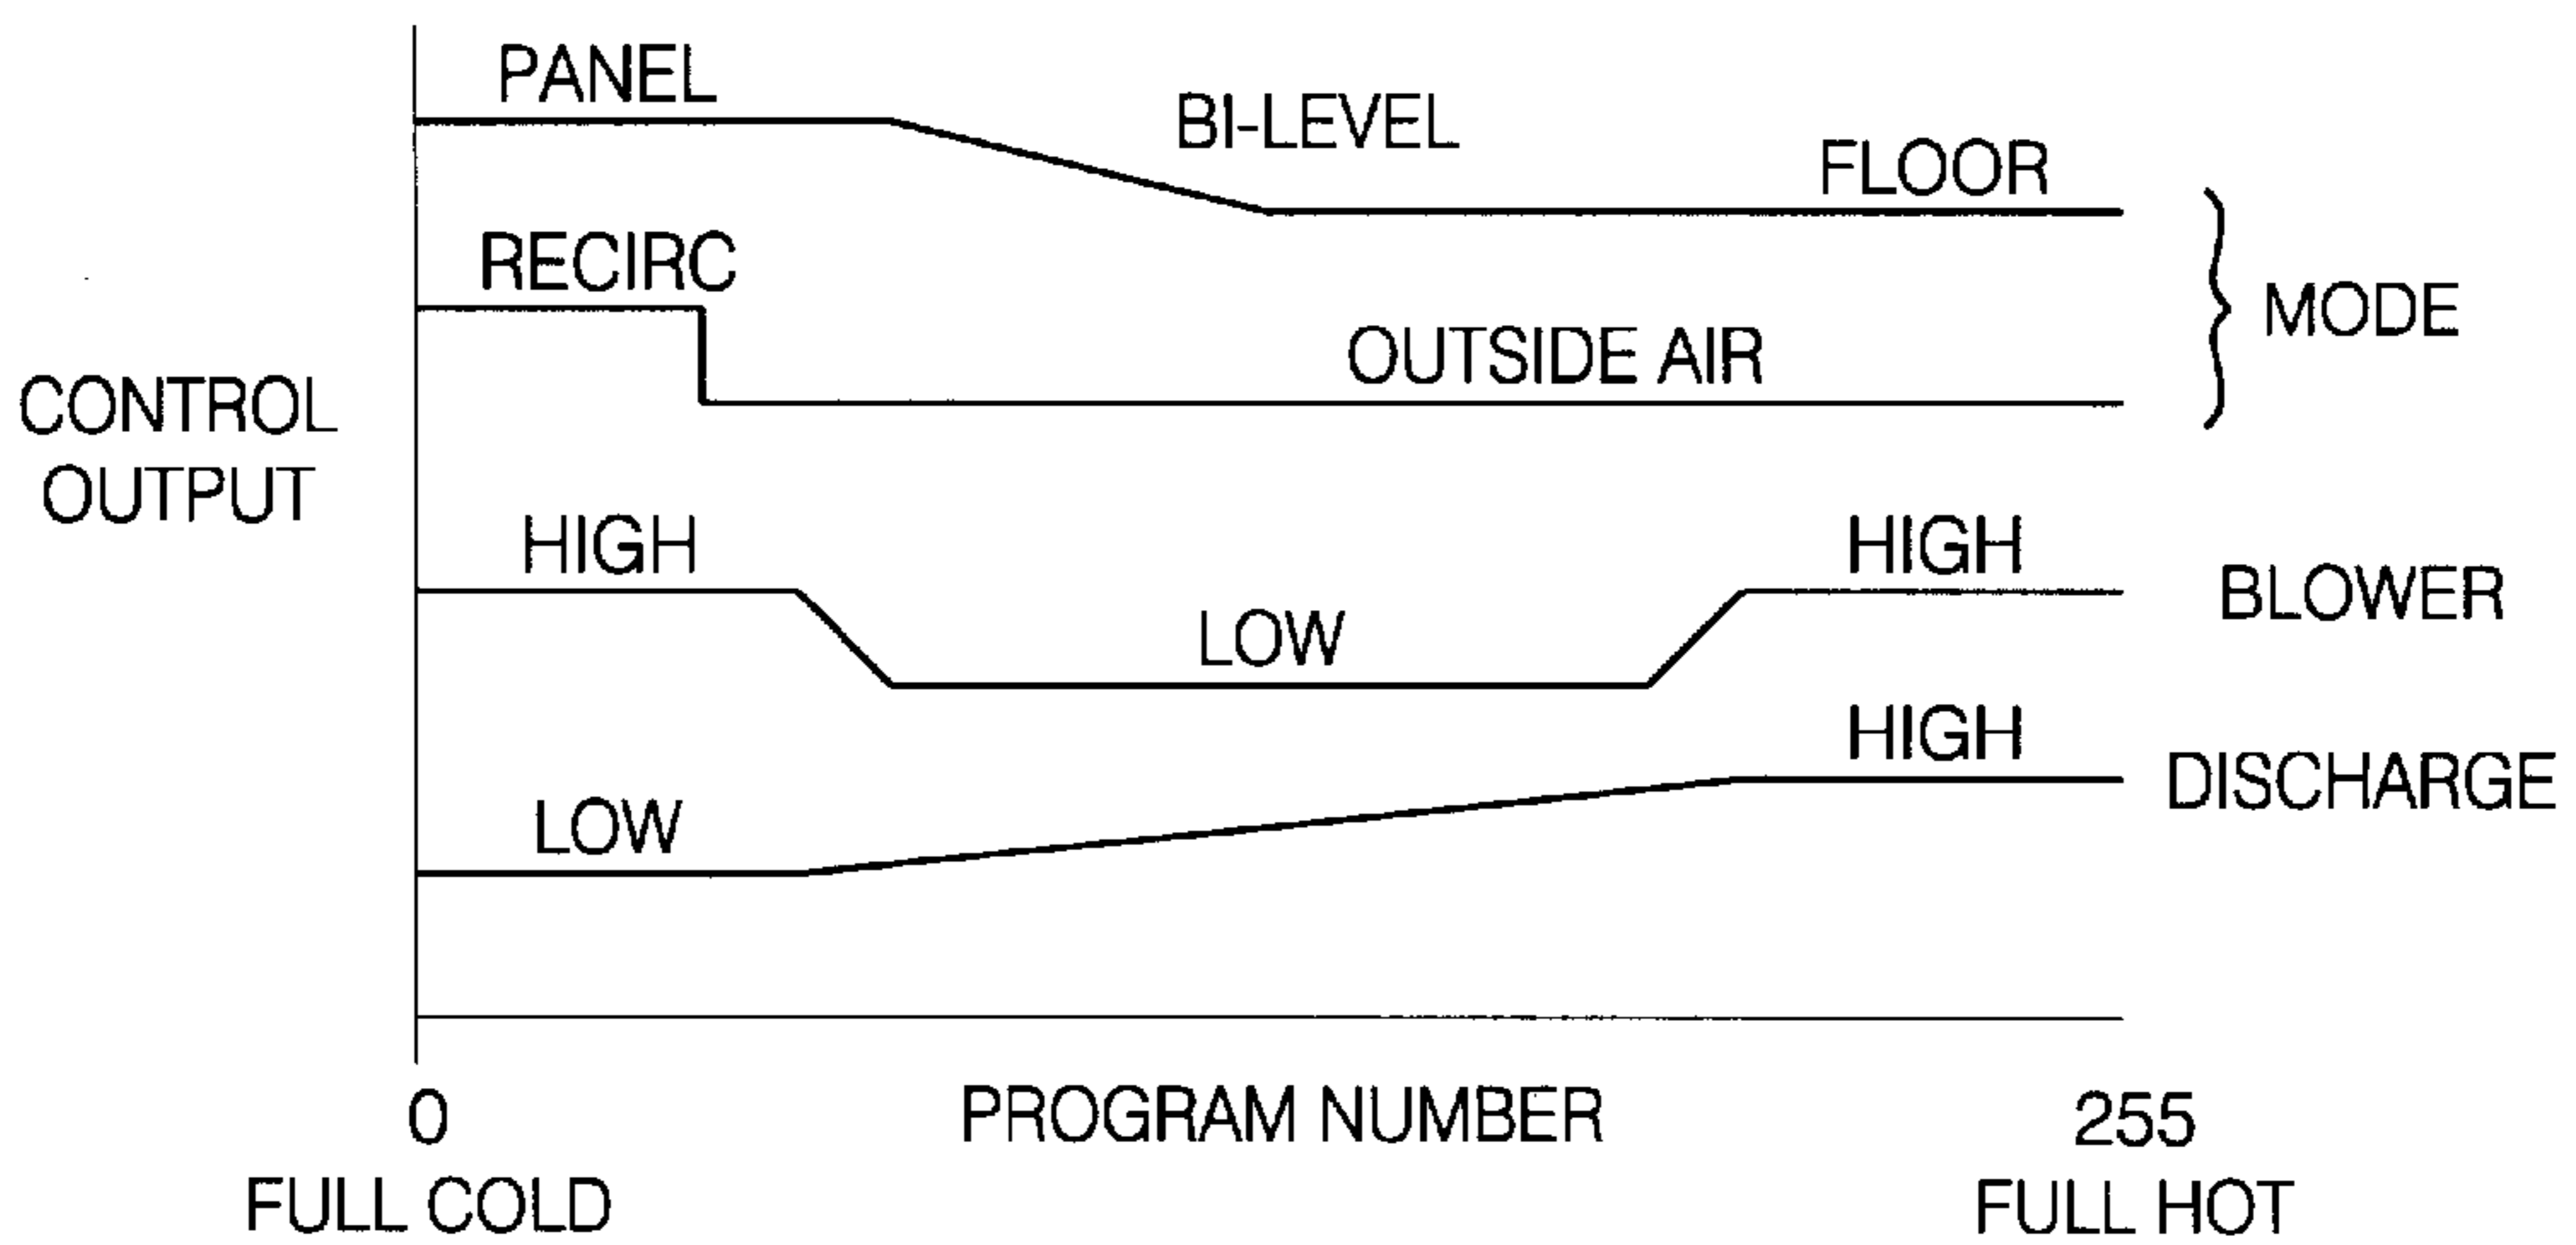 PANEL
BI-LEVEL
FLOOR
RECIRC
OUTSIDE AIR
MODE
CONTROL
OUTPUT
HIGH
LOW
HIGH
BLOWER
LOW
HIGH
DISCHARGE
0
FULL COLD
PROGRAM NUMBER
255
FULL HOT